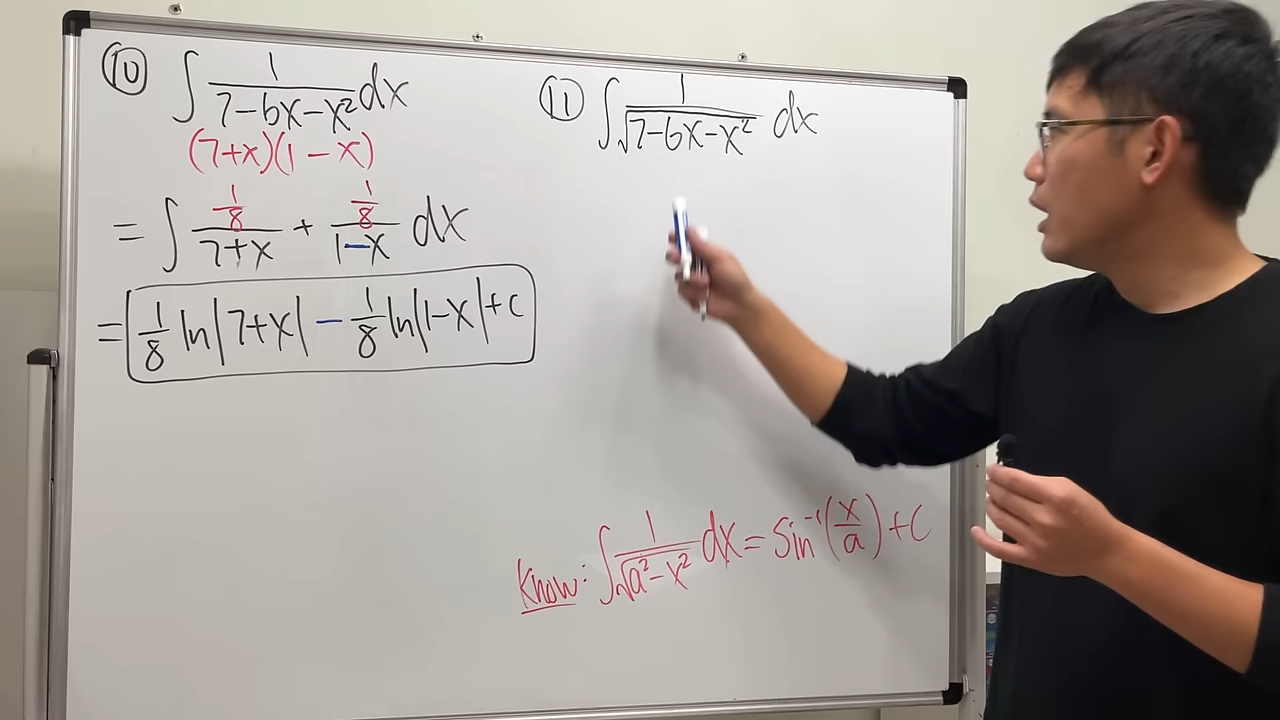 ⑩ ∫ 1/(7-6x-x²) dx
(7+x)(1-x)
= ∫ (1/8)/(7+x) + (1/8)/(1-x) dx
= 1/8 ln|7+x| - 1/8 ln|1-x| + C
⑪ ∫ 1/√(7-6x-x²) dx
Know: ∫ 1/√(a²-x²) dx = Sin⁻¹(x/a) + C